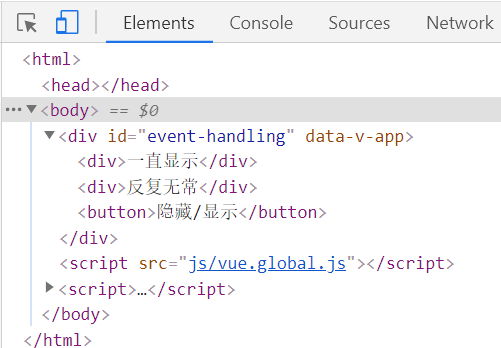 Elements Console Sources Network
<html>
<head></head>
<body> == $0
<div id="event-handling" data-v-app>
<div>一直显示</div>
<div>反复无常</div>
<button>隐藏/显示</button>
</div>
<script src="js/vue.global.js"></script>
<script>…</script>
</body>
</html>